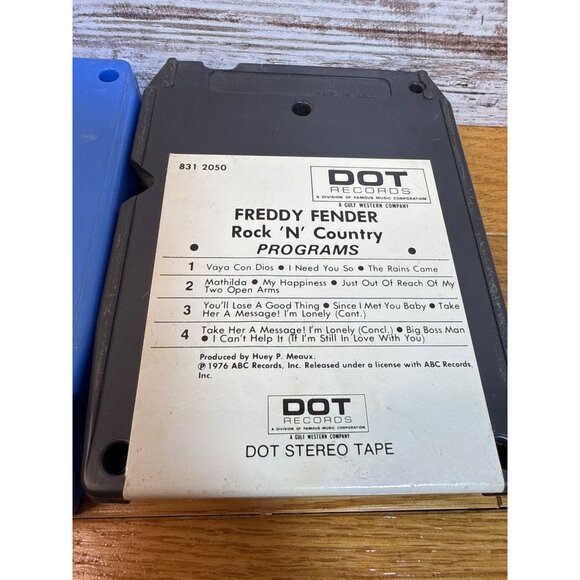 MADE IN U.S.A.
831 2050
DOT
RECORDS
A DIVISION OF FAMOUS MUSIC CORPORATION
A GULF WESTERN COMPANY
FREDDY FENDER
Rock 'N' Country
PROGRAMS
1 Vaya Con Dios ● I Need You So ● The Rains Came
2 Mathilda ● My Happiness ● Just Out Of Reach Of My
Two Open Arms
3 You'll Lose A Good Thing ● Since I Met You Baby ● Take
Her A Message! I'm Lonely (Cont.)
4 Take Her A Message! I'm Lonely (Concl.) ● Big Boss Man
● I Can't Help It (If I'm Still In Love With You)
Produced by Huey P. Meaux.
℗ 1976 ABC Records, Inc. Released under a license with ABC Records,
Inc.
DOT
RECORDS
A DIVISION OF FAMOUS MUSIC CORPORATION
A GULF WESTERN COMPANY
DOT STEREO TAPE